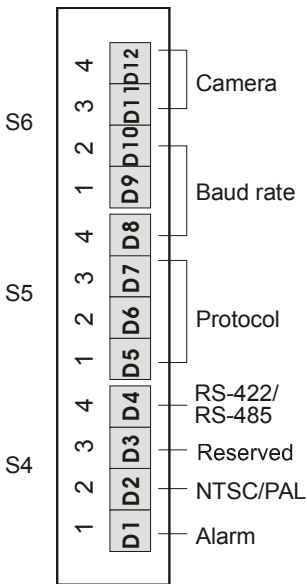 S6
4 D12
3 D11
Camera
2 D10
1 D9
Baud rate
S5
4 D8
3 D7
2 D6
Protocol
1 D5
S4
4 D4
RS-422/
RS-485
3 D3
Reserved
2 D2
NTSC/PAL
1 D1
Alarm